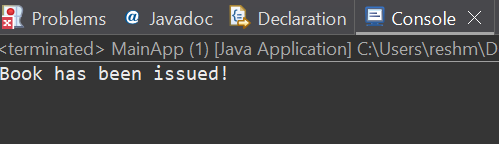 Problems @ Javadoc Declaration Console
<terminated> MainApp (1) [Java Application] C:\Users\reshm\D
Book has been issued!